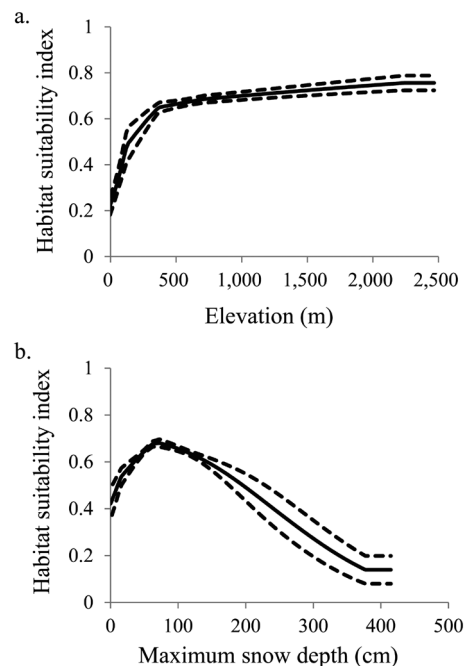 a.
Habitat suitability index
1
0.8
0.6
0.4
0.2
0
0 500 1,000 1,500 2,000 2,500
Elevation (m)
b.
Habitat suitability index
1
0.8
0.6
0.4
0.2
0
0 100 200 300 400 500
Maximum snow depth (cm)